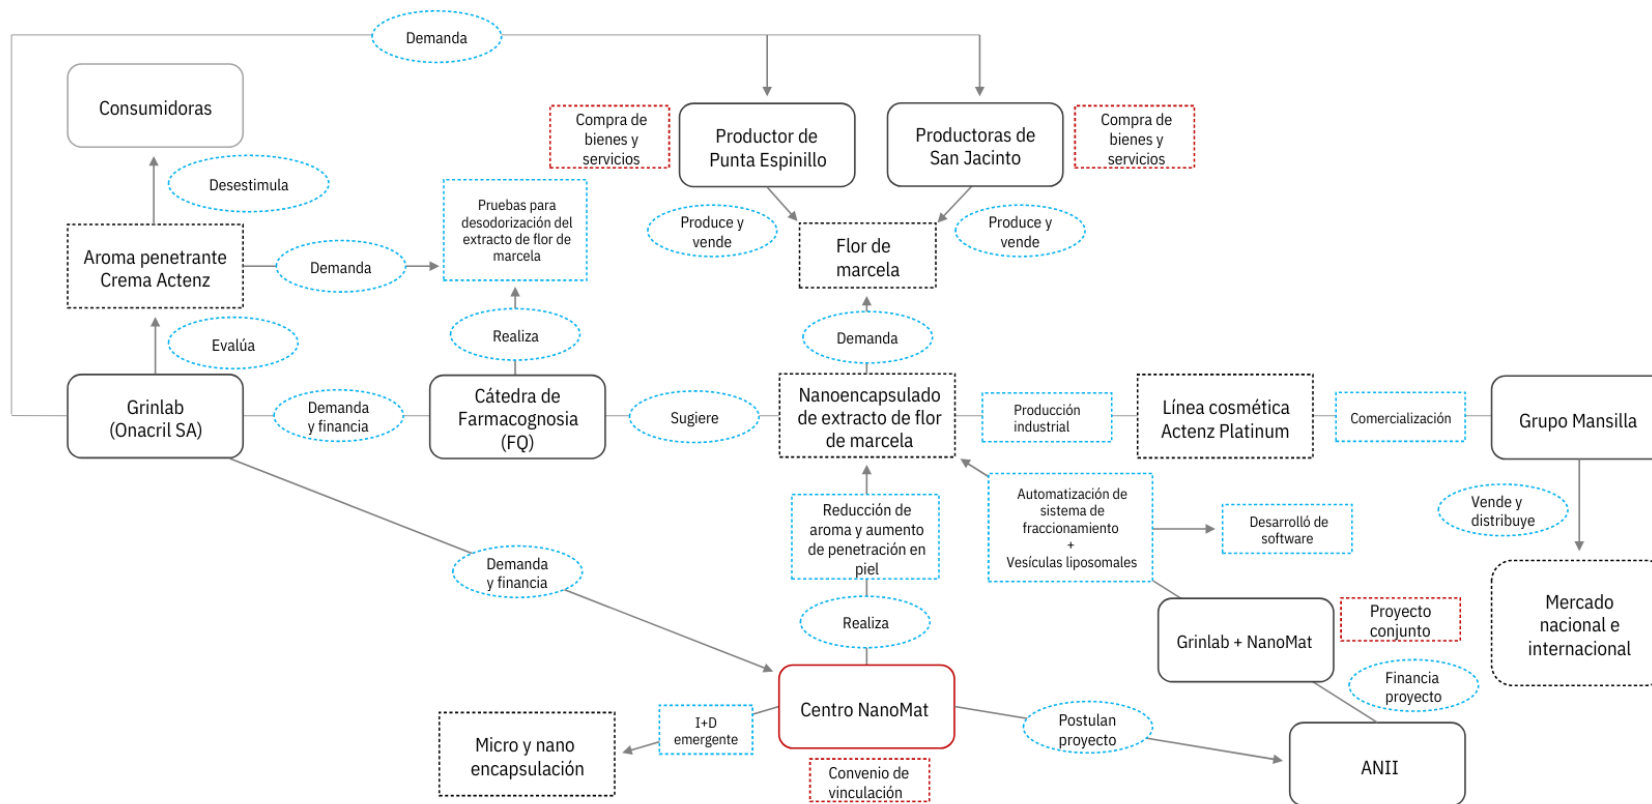 Demanda
Consumidoras
Compra de
bienes y
servicios
Productor de
Punta Espinillo
Productoras de
San Jacinto
Compra de
bienes y
servicios
Desestimula
Pruebas para
desodorización del
extracto de flor de
marcela
Produce y
vende
Produce y
vende
Aroma penetrante
Crema Actenz
Demanda
Flor de
marcela
Evalúa
Realiza
Demanda
Grinlab
(Onacril SA)
Demanda
y financia
Cátedra de
Farmacognosia
(FQ)
Sugiere
Nanoencapsulado
de extracto de flor
de marcela
Producción
industrial
Línea cosmética
Actenz Platinum
Comercialización
Grupo Mansilla
Reducción de
aroma y aumento
de penetración en
piel
Automatización de
sistema de
fraccionamiento
+
Vesículas liposomales
Desarrolló de
software
Vende y
distribuye
Demanda
y financia
Realiza
Grinlab + NanoMat
Proyecto
conjunto
Mercado
nacional e
internacional
Financia
proyecto
Centro NanoMat
I+D
emergente
Micro y nano
encapsulación
Postulan
proyecto
ANII
Convenio de
vinculación